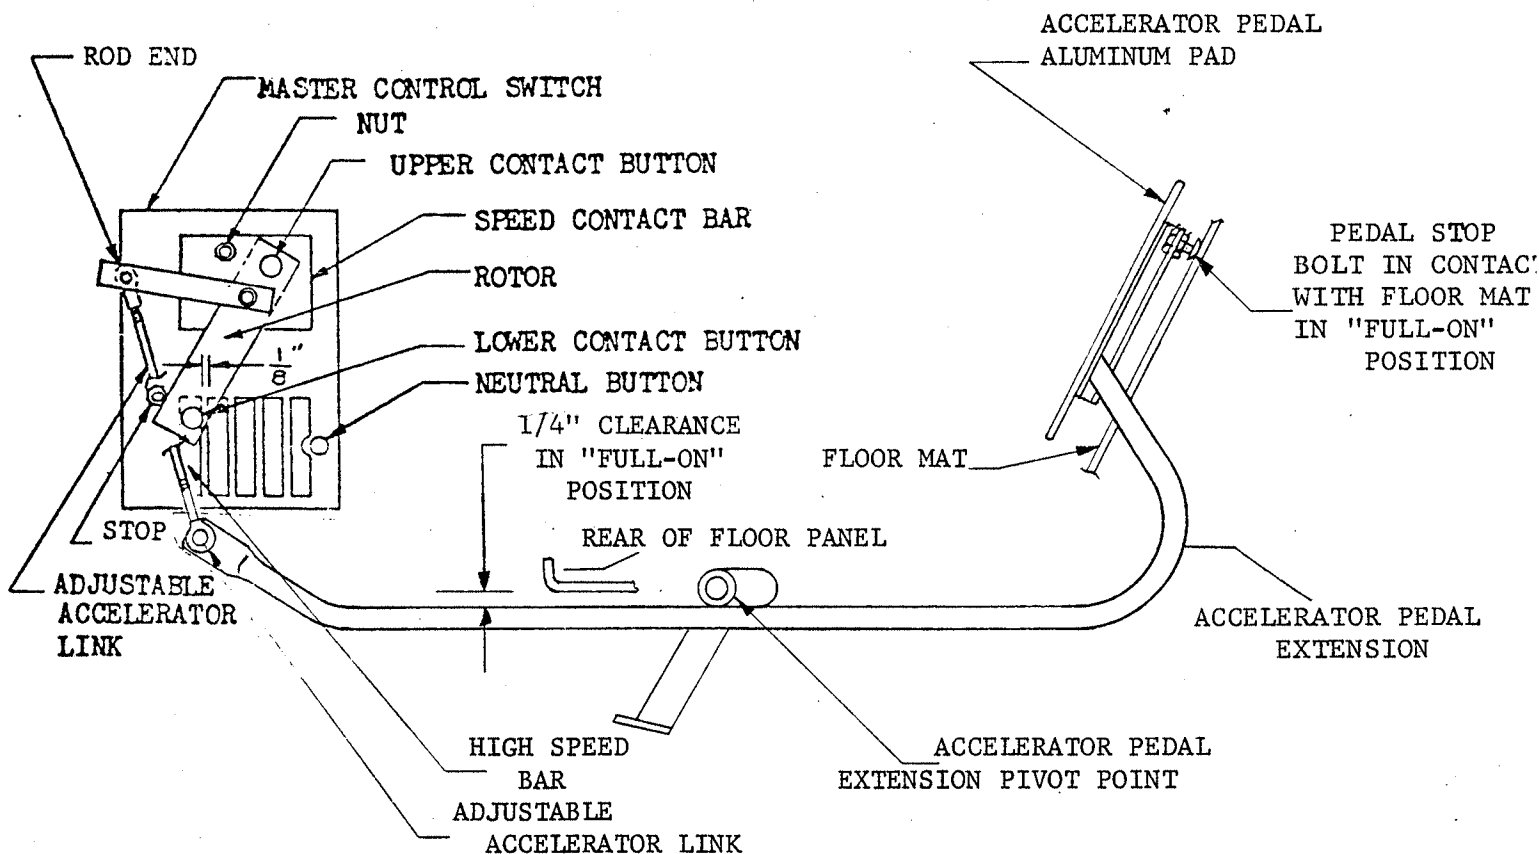 ACCELERATOR PEDAL
ALUMINUM PAD
ROD END
MASTER CONTROL SWITCH
NUT
UPPER CONTACT BUTTON
SPEED CONTACT BAR
ROTOR
LOWER CONTACT BUTTON
1/8"
NEUTRAL BUTTON
1/4" CLEARANCE
IN "FULL-ON"
POSITION
PEDAL STOP
BOLT IN CONTACT
WITH FLOOR MAT
IN "FULL-ON"
POSITION
FLOOR MAT
STOP
REAR OF FLOOR PANEL
ADJUSTABLE
ACCELERATOR
LINK
ACCELERATOR PEDAL
EXTENSION
HIGH SPEED
BAR
ADJUSTABLE
ACCELERATOR LINK
ACCELERATOR PEDAL
EXTENSION PIVOT POINT